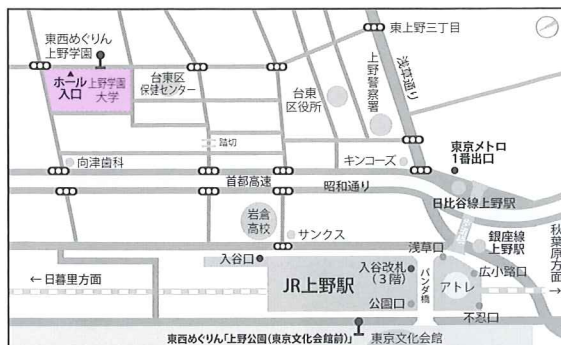 東西めぐりん
上野学園
東上野三丁目
浅草通り
ホール
入口
上野学園
大学
台東区
保健センター
台東
区役所
上野警察署
踏切
向津歯科
キンコーズ
東京メトロ
1番出口
首都高速
昭和通り
日比谷線上野駅
岩倉
高校
サンクス
銀座線
上野駅
秋葉原方面
→
入谷口
浅草口
入谷改札
(3階)
パンダ橋
広小路口
← 日暮里方面
JR上野駅
アトレ
公園口
不忍口
東西めぐりん「上野公園(東京文化会館前)」
東京文化会館